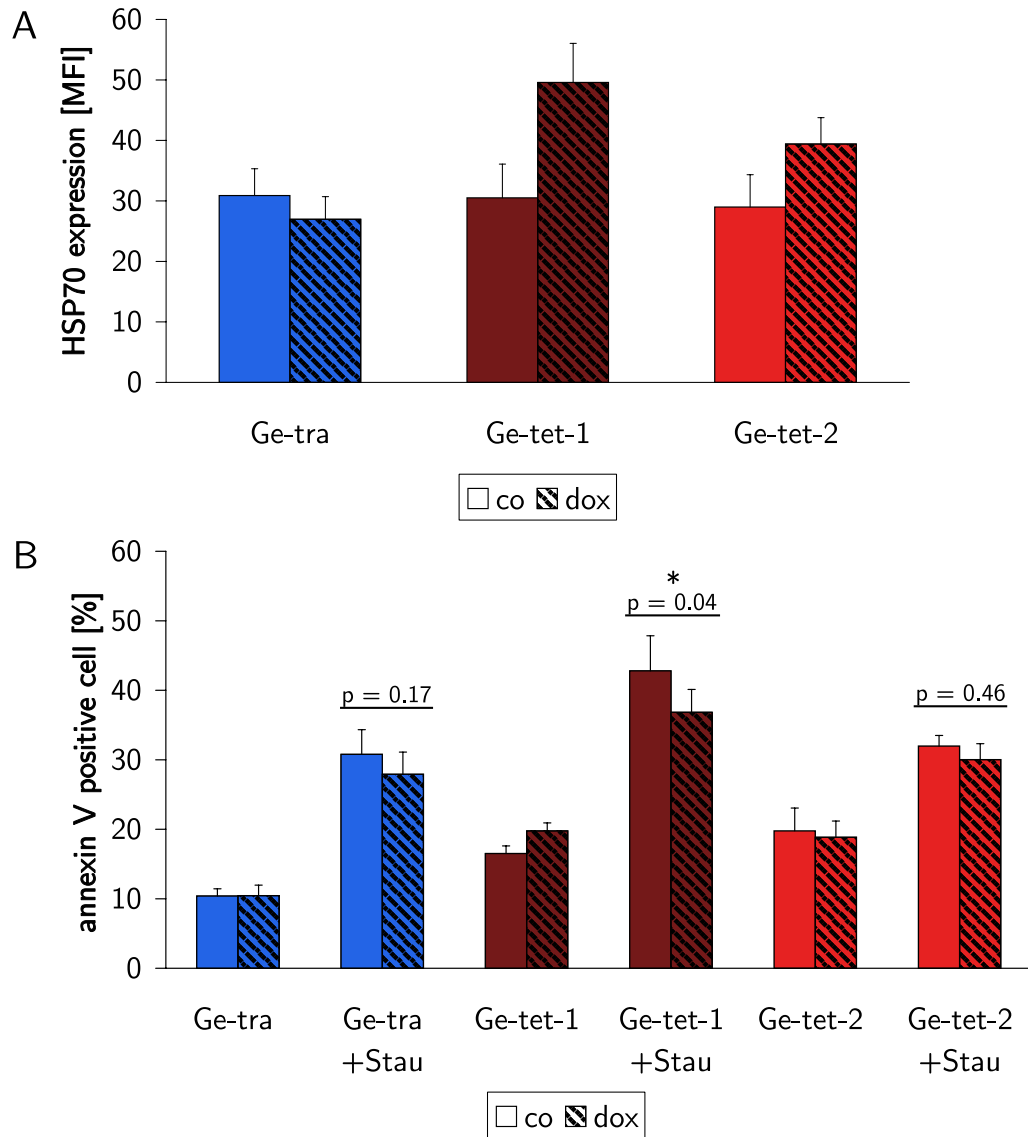 A
HSP70 expression [MFI]
60
50
40
30
20
10
0
Ge-tra Ge-tet-1 Ge-tet-2
co dox
B
annexin V positive cell [%]
60
50
40
30
20
10
0
p = 0.17
*
p = 0.04
p = 0.46
Ge-tra Ge-tra Ge-tet-1 Ge-tet-1 Ge-tet-2 Ge-tet-2
+Stau +Stau +Stau
co dox